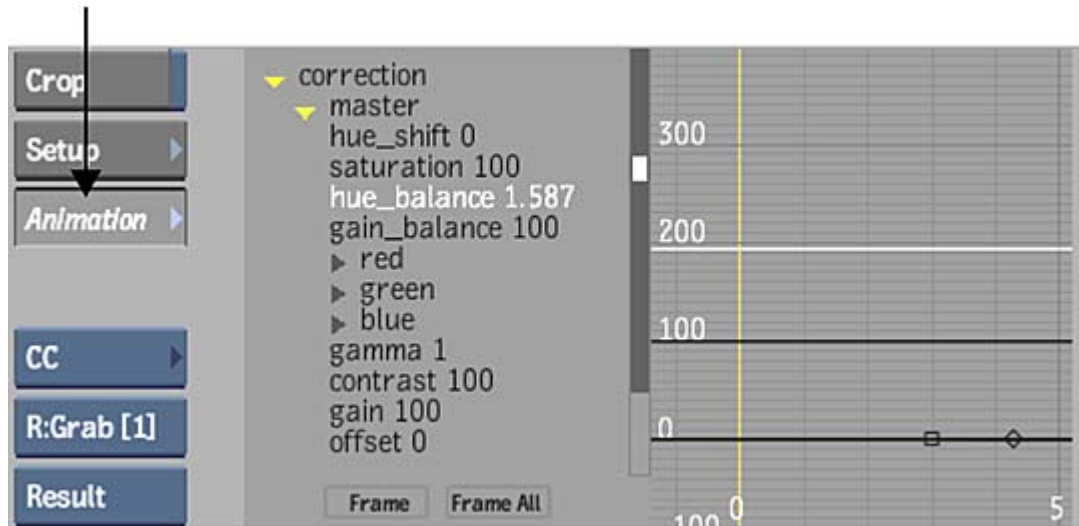 Crop
Setup
Animation
CC
R:Grab [1]
Result
correction
master
hue_shift 0
saturation 100
hue_balance 1.587
gain_balance 100
red
green
blue
gamma 1
contrast 100
gain 100
offset 0
Frame Frame All
300
200
100
0
-100 0 5